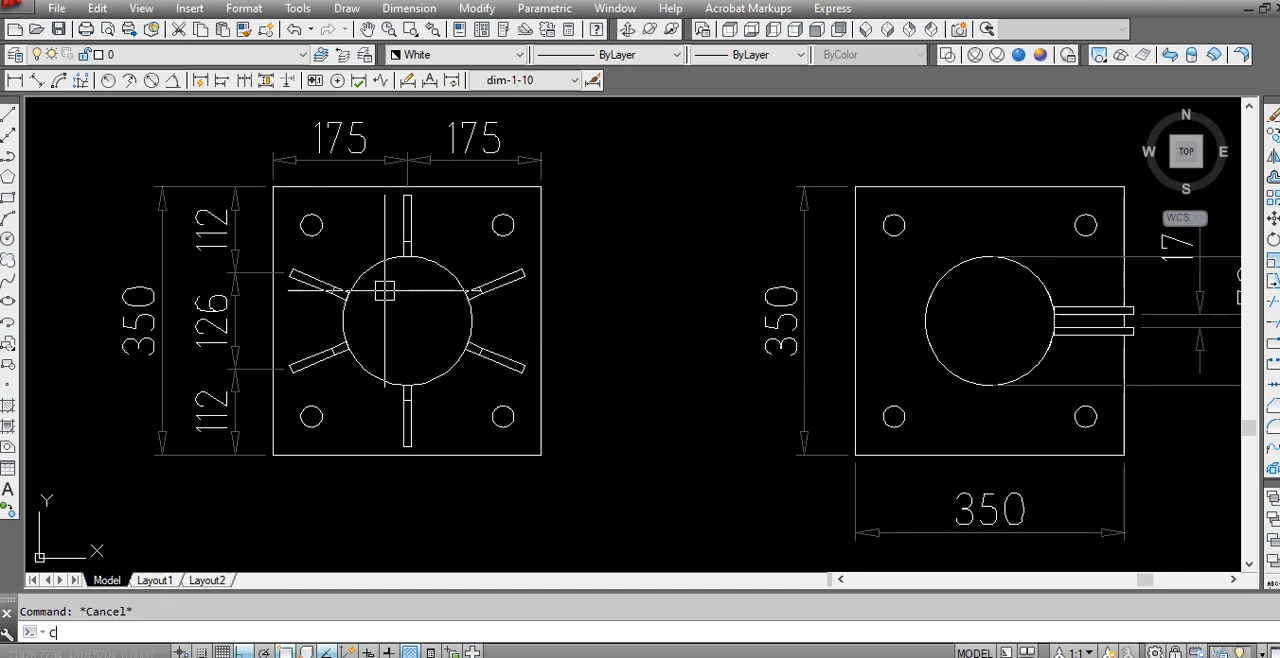 File Edit View Insert Format Tools Draw Dimension Modify Parametric Window Help Acrobat Markups Express
0 White ByLayer ByLayer ByColor
dim-1-10
175 175
N
W TOP E
S
WCS
112
126
112
350
350
17
350
Y
X
Model Layout1 Layout2
Command: *Cancel*
C
MODEL 1:1